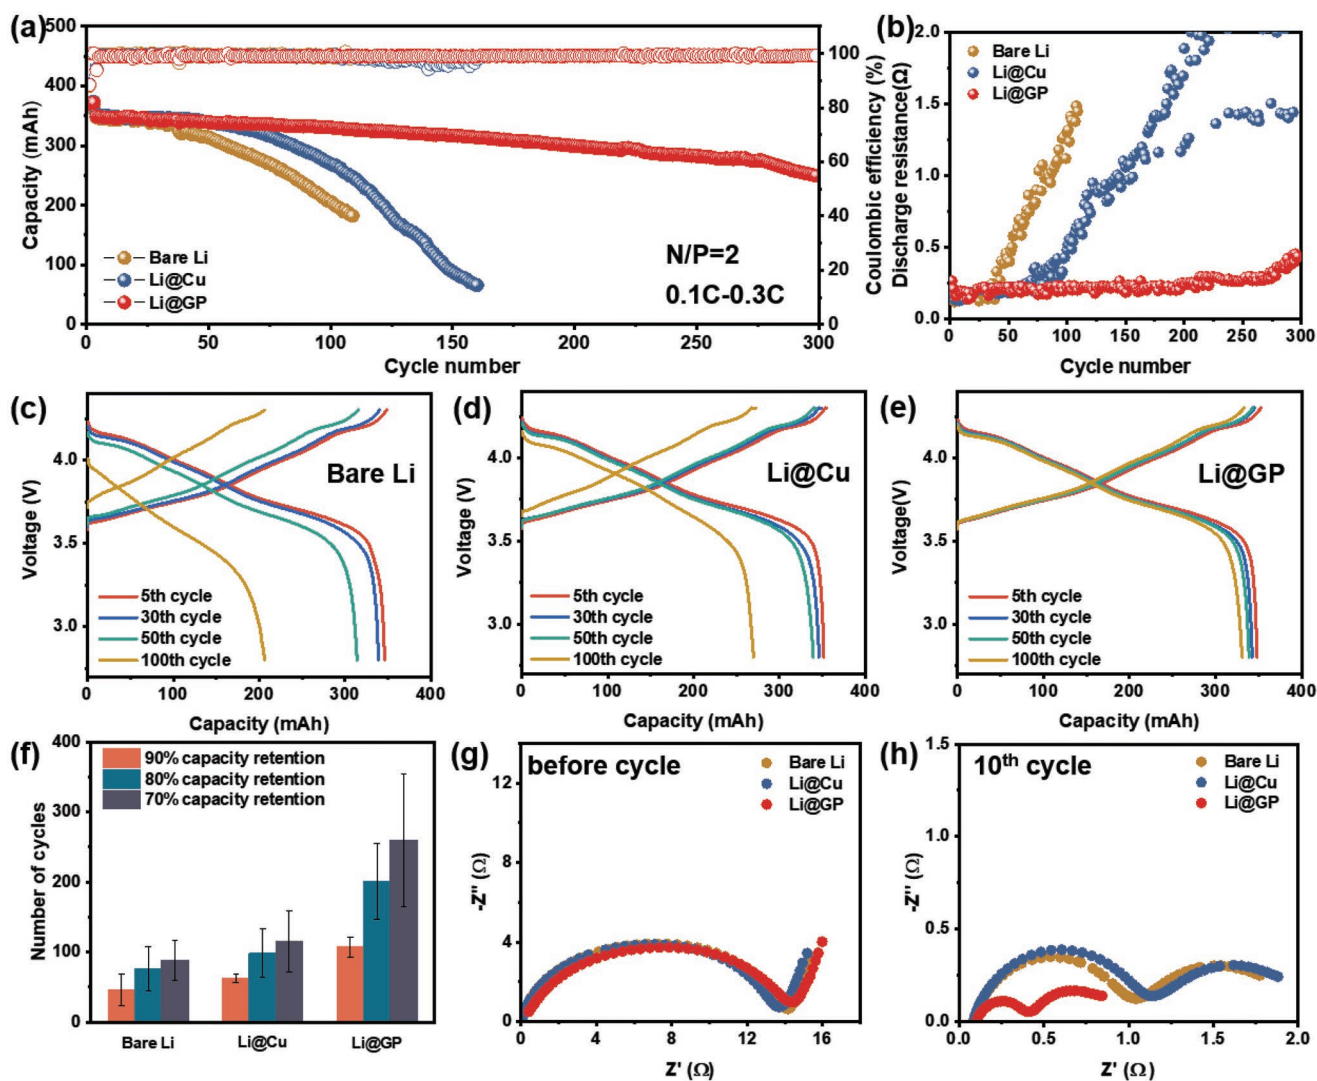 (a)
500
450
400
350
300
250
200
150
100
50
0
Capacity (mAh)
0
50
100
150
200
250
300
Cycle number
100
80
60
40
20
0
Coulombic efficiency (%)
Bare Li
Li@Cu
Li@GP
N/P=2
0.1C-0.3C
(b)
2.0
1.5
1.0
0.5
0.0
Discharge resistance(Ω)
0
50
100
150
200
250
300
Cycle number
Bare Li
Li@Cu
Li@GP
(c)
Voltage (V)
4.0
3.5
3.0
Bare Li
5th cycle
30th cycle
50th cycle
100th cycle
0
100
200
300
400
Capacity (mAh)
(d)
Voltage (V)
4.0
3.5
3.0
Li@Cu
5th cycle
30th cycle
50th cycle
100th cycle
0
100
200
300
400
Capacity (mAh)
(e)
Voltage(V)
4.0
3.5
3.0
Li@GP
5th cycle
30th cycle
50th cycle
100th cycle
0
100
200
300
400
Capacity (mAh)
(f)
Number of cycles
400
300
200
100
0
90% capacity retention
80% capacity retention
70% capacity retention
Bare Li
Li@Cu
Li@GP
(g)
before cycle
-Z'' (Ω)
12
8
4
0
Bare Li
Li@Cu
Li@GP
0
4
8
12
16
Z' (Ω)
(h)
10th cycle
-Z'' (Ω)
1.5
1.0
0.5
0.0
Bare Li
Li@Cu
Li@GP
0.0
0.5
1.0
1.5
2.0
Z' (Ω)